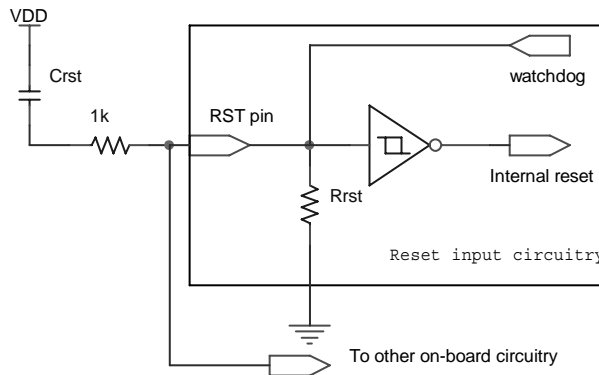 VDD
Crst
1k
RST pin
watchdog
Internal reset
Rrst
Reset input circuitry
To other on-board circuitry